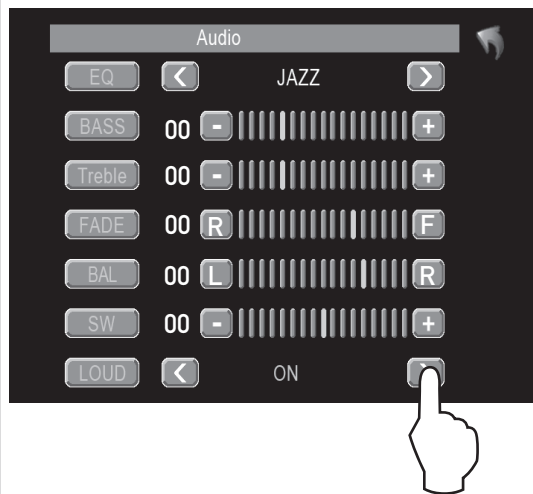 Audio
EQ < JAZZ >
BASS 00 - +
Treble 00 - +
FADE 00 R F
BAL 00 L R
SW 00 - +
LOUD < ON >